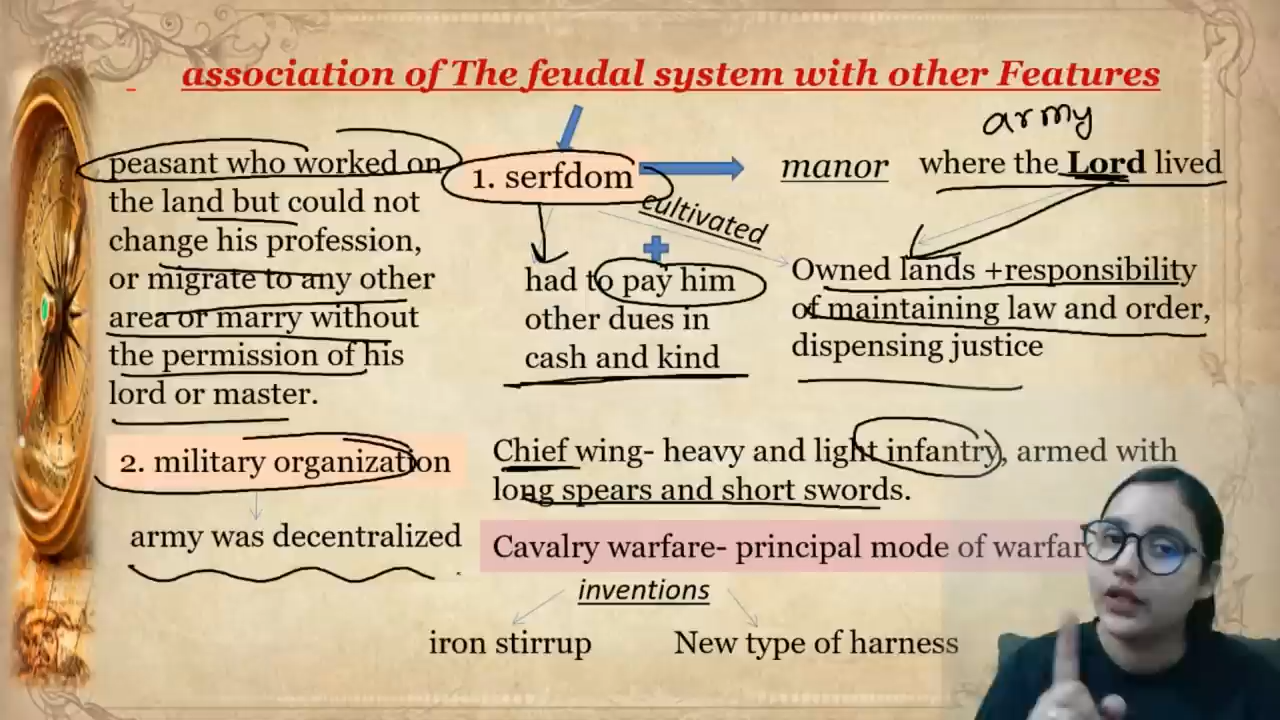 association of The feudal system with other Features
army
peasant who worked on
the land but could not
change his profession,
or migrate to any other
area or marry without
the permission of his
lord or master.
1. serfdom
manor where the Lord lived
cultivated
had to pay him
other dues in
cash and kind
Owned lands +responsibility
of maintaining law and order,
dispensing justice
2. military organization
army was decentralized
Chief wing- heavy and light infantry, armed with
long spears and short swords.
Cavalry warfare- principal mode of warfar
inventions
iron stirrup
New type of harness